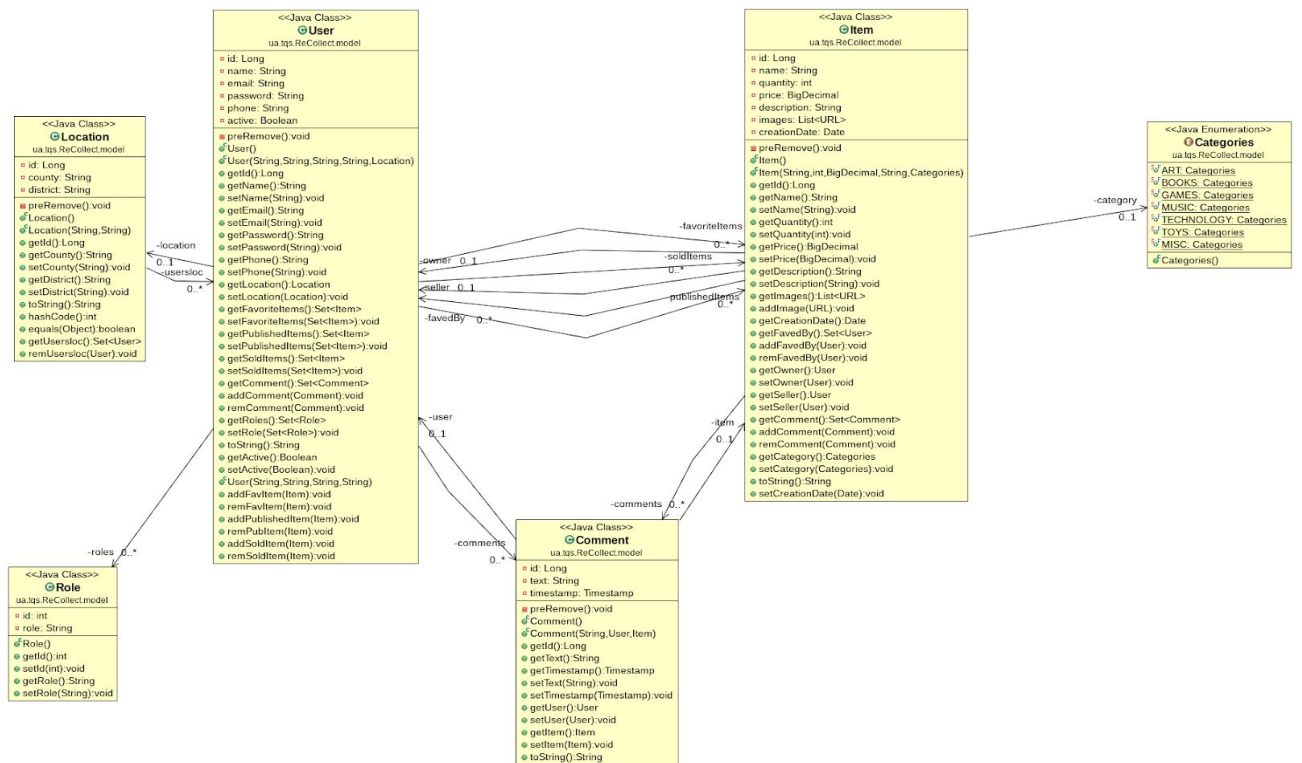 <<Java Class>>
Location
ua.tqs.ReCollect.model
id: Long
county: String
district: String
preRemove():void
Location()
Location(String,String)
getId():Long
getCounty():String
setCounty(String):void
getDistrict():String
setDistrict(String):void
toString():String
hashCode():int
equals(Object):boolean
getUsersloc():Set<User>
remUsersloc(User):void
-location
0..1
-usersloc
0..*
<<Java Class>>
User
ua.tqs.ReCollect.model
id: Long
name: String
email: String
password: String
phone: String
active: Boolean
preRemove():void
User()
User(String,String,String,String,Location)
getId():Long
getName():String
setName(String):void
getEmail():String
setEmail(String):void
getPassword():String
setPassword(String):void
getPhone():String
setPhone(String):void
getLocation():Location
setLocation(Location):void
getFavoriteItems():Set<Item>
setFavoriteItems(Set<Item>):void
getPublishedItems():Set<Item>
setPublishedItems(Set<Item>):void
getSoldItems():Set<Item>
setSoldItems(Set<Item>):void
getComment():Set<Comment>
addComment(Comment):void
remComment(Comment):void
getRoles():Set<Role>
setRole(Set<Role>):void
toString():String
getActive():Boolean
setActive(Boolean):void
User(String,String,String,String)
addFavItem(Item):void
remFavItem(Item):void
addPublishedItem(Item):void
remPubItem(Item):void
addSoldItem(Item):void
remSoldItem(Item):void
-favoriteItems
0..*
-owner 0..1
-soldItems
0..*
-seller 0..1
publishedItems
0..*
-favedBy 0..*
<<Java Class>>
Item
ua.tqs.ReCollect.model
id: Long
name: String
quantity: int
price: BigDecimal
description: String
images: List<URL>
creationDate: Date
preRemove():void
Item()
Item(String,int,BigDecimal,String,Categories)
getId():Long
getName():String
setName(String):void
getQuantity():int
setQuantity(int):void
getPrice():BigDecimal
setPrice(BigDecimal):void
getDescription():String
setDescription(String):void
getImages():List<URL>
addImage(URL):void
getCreationDate():Date
getFavedBy():Set<User>
addFavedBy(User):void
remFavedBy(User):void
getOwner():User
setOwner(User):void
getSeller():User
setSeller(User):void
getComment():Set<Comment>
addComment(Comment):void
remComment(Comment):void
getCategory():Categories
setCategory(Categories):void
toString():String
setCreationDate(Date):void
-category
0..1
<<Java Enumeration>>
Categories
ua.tqs.ReCollect.model
ART: Categories
BOOKS: Categories
GAMES: Categories
MUSIC: Categories
TECHNOLOGY: Categories
TOYS: Categories
MISC: Categories
Categories()
-user
0..1
-comments
0..*
-item
0..1
-comments 0..*
-roles 0..*
<<Java Class>>
Role
ua.tqs.ReCollect.model
id: int
role: String
Role()
getId():int
setId(int):void
getRole():String
setRole(String):void
<<Java Class>>
Comment
ua.tqs.ReCollect.model
id: Long
text: String
timestamp: Timestamp
preRemove():void
Comment()
Comment(String,User,Item)
getId():Long
getText():String
getTimestamp():Timestamp
setText(String):void
setTimestamp(Timestamp):void
getUser():User
setUser(User):void
getItem():Item
setItem(Item):void
toString():String